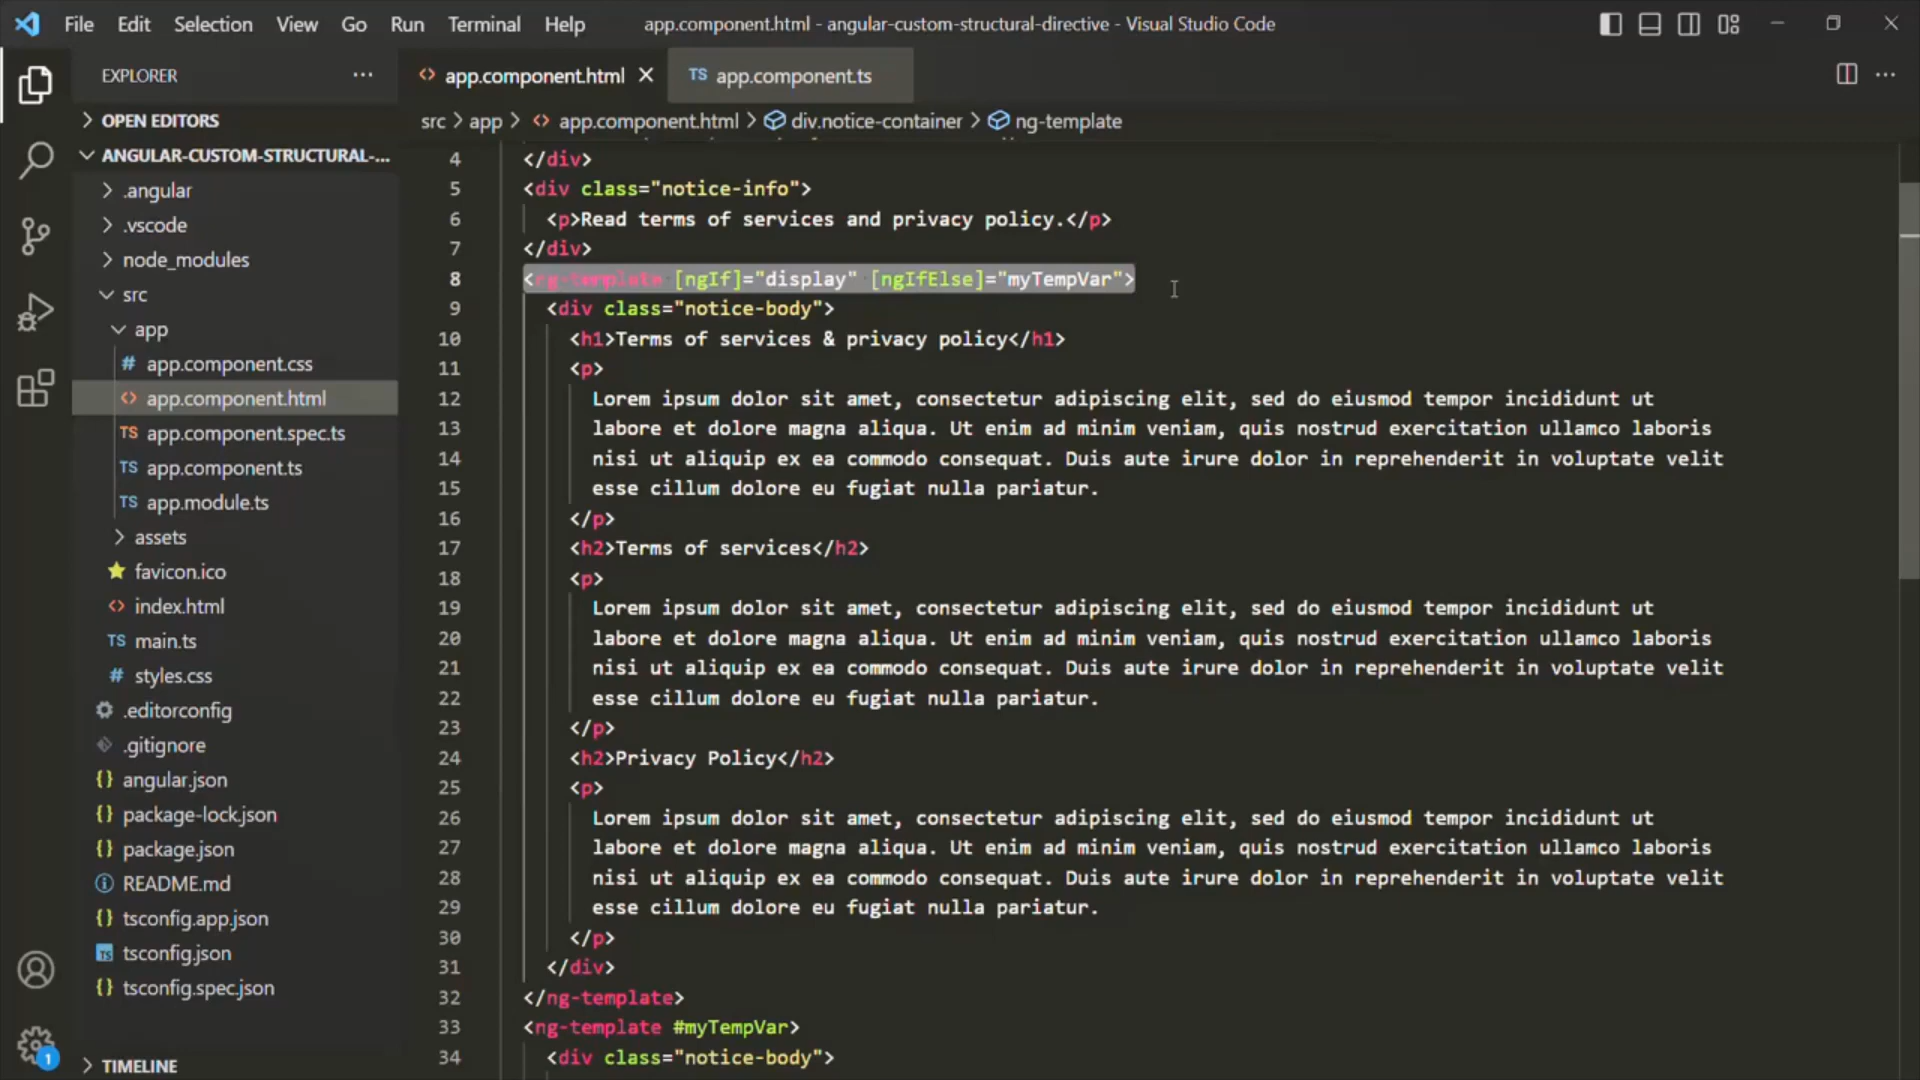 File Edit Selection View Go Run Terminal Help app.component.html - angular-custom-structural-directive - Visual Studio Code
EXPLORER ···
app.component.html
TS app.component.ts
OPEN EDITORS
src > app > app.component.html > div.notice-container > ng-template
ANGULAR-CUSTOM-STRUCTURAL-...
.angular
.vscode
node_modules
src
app
# app.component.css
app.component.html
TS app.component.spec.ts
TS app.component.ts
TS app.module.ts
assets
favicon.ico
index.html
TS main.ts
# styles.css
.editorconfig
.gitignore
{} angular.json
{} package-lock.json
{} package.json
README.md
{} tsconfig.app.json
TS tsconfig.json
{} tsconfig.spec.json
1
TIMELINE
4 </div>
5 <div class="notice-info">
6 <p>Read terms of services and privacy policy.</p>
7 </div>
8 <ng-template [ngIf]="display" [ngIfElse]="myTempVar">
9 <div class="notice-body">
10 <h1>Terms of services & privacy policy</h1>
11 <p>
12 Lorem ipsum dolor sit amet, consectetur adipiscing elit, sed do eiusmod tempor incididunt ut
13 labore et dolore magna aliqua. Ut enim ad minim veniam, quis nostrud exercitation ullamco laboris
14 nisi ut aliquip ex ea commodo consequat. Duis aute irure dolor in reprehenderit in voluptate velit
15 esse cillum dolore eu fugiat nulla pariatur.
16 </p>
17 <h2>Terms of services</h2>
18 <p>
19 Lorem ipsum dolor sit amet, consectetur adipiscing elit, sed do eiusmod tempor incididunt ut
20 labore et dolore magna aliqua. Ut enim ad minim veniam, quis nostrud exercitation ullamco laboris
21 nisi ut aliquip ex ea commodo consequat. Duis aute irure dolor in reprehenderit in voluptate velit
22 esse cillum dolore eu fugiat nulla pariatur.
23 </p>
24 <h2>Privacy Policy</h2>
25 <p>
26 Lorem ipsum dolor sit amet, consectetur adipiscing elit, sed do eiusmod tempor incididunt ut
27 labore et dolore magna aliqua. Ut enim ad minim veniam, quis nostrud exercitation ullamco laboris
28 nisi ut aliquip ex ea commodo consequat. Duis aute irure dolor in reprehenderit in voluptate velit
29 esse cillum dolore eu fugiat nulla pariatur.
30 </p>
31 </div>
32 </ng-template>
33 <ng-template #myTempVar>
34 <div class="notice-body">